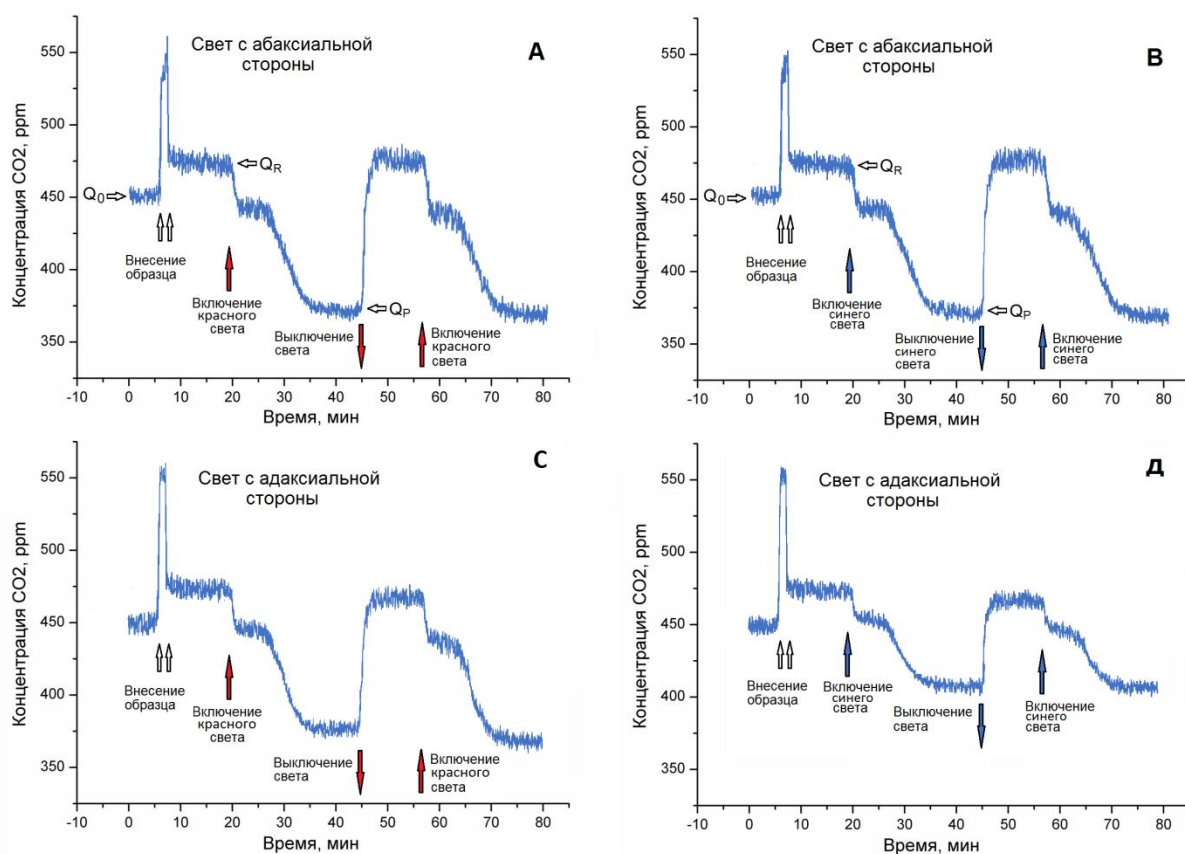 Свет с абаксиальной
стороны
А
Концентрация CO2, ppm
550
500
450
400
350
Q0
QR
QP
Внесение
образца
Включение
красного
света
Выключение
света
Включение
красного
света
-10 0 10 20 30 40 50 60 70 80
Время, мин
Свет с абаксиальной
стороны
В
Концентрация CO2, ppm
550
500
450
400
350
Q0
QR
QP
Внесение
образца
Включение
синего света
Выключение
синего
света
Включение
синего
света
-10 0 10 20 30 40 50 60 70 80
Время, мин
Свет с адаксиальной
стороны
С
Концентрация CO2, ppm
550
500
450
400
350
Внесение
образца
Включение
красного
света
Выключение
света
Включение
красного
света
-10 0 10 20 30 40 50 60 70 80
Время, мин
Свет с адаксиальной
стороны
Д
Концентрация CO2, ppm
550
500
450
400
350
Внесение
образца
Включение
синего света
Выключение
света
Включение
синего
света
-10 0 10 20 30 40 50 60 70 80
Время, мин